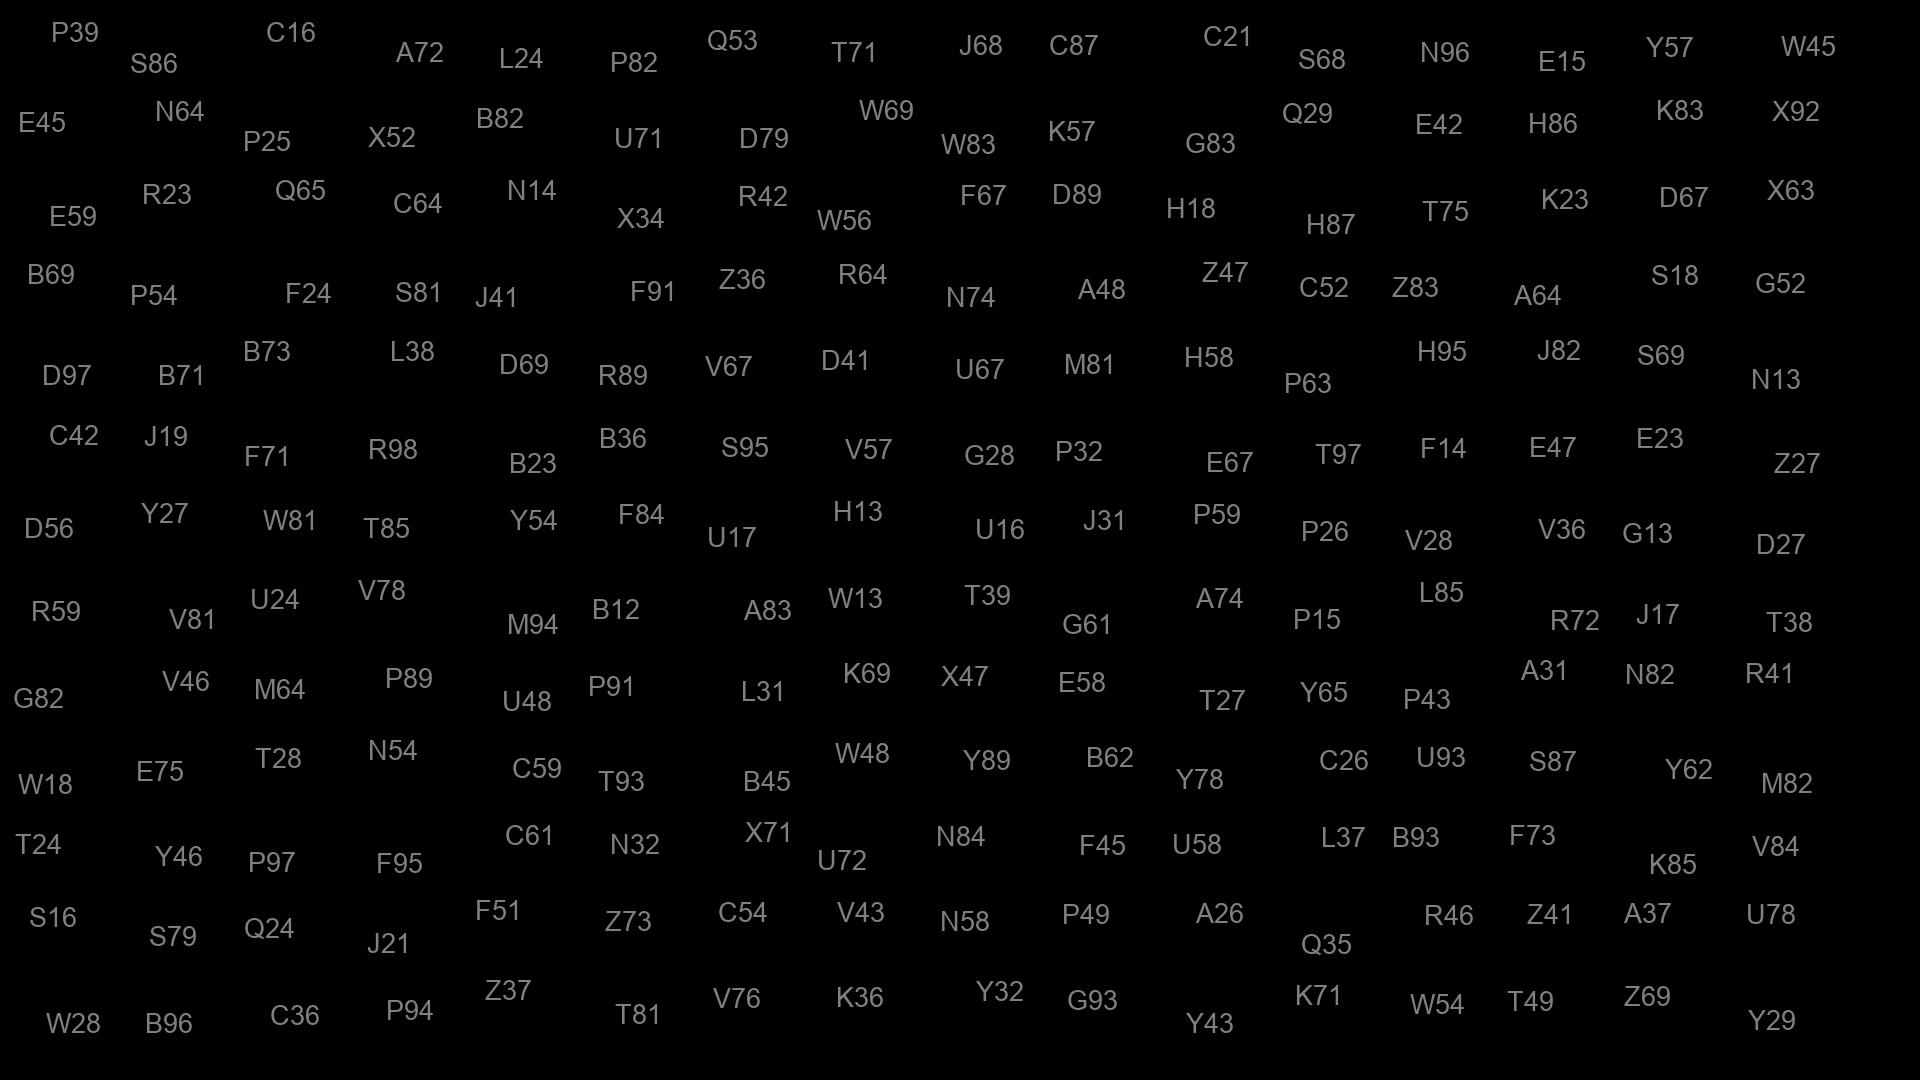 P39 S86 C16 A72 L24 P82 Q53 T71 J68 C87 C21 S68 N96 E15 Y57 W45
E45 N64 P25 X52 B82 U71 D79 W69 W83 K57 G83 Q29 E42 H86 K83 X92
E59 R23 Q65 C64 N14 X34 R42 W56 F67 D89 H18 H87 T75 K23 D67 X63
B69 P54 F24 S81 J41 F91 Z36 R64 N74 A48 Z47 C52 Z83 A64 S18 G52
D97 B71 B73 L38 D69 R89 V67 D41 U67 M81 H58 P63 H95 J82 S69 N13
C42 J19 F71 R98 B23 B36 S95 V57 G28 P32 E67 T97 F14 E47 E23 Z27
D56 Y27 W81 T85 Y54 F84 U17 H13 U16 J31 P59 P26 V28 V36 G13 D27
R59 V81 U24 V78 M94 B12 A83 W13 T39 G61 A74 P15 L85 R72 J17 T38
G82 V46 M64 P89 U48 P91 L31 K69 X47 E58 T27 Y65 P43 A31 N82 R41
W18 E75 T28 N54 C59 T93 B45 W48 Y89 B62 Y78 C26 U93 S87 Y62 M82
T24 Y46 P97 F95 C61 N32 X71 U72 N84 F45 U58 L37 B93 F73 K85 V84
S16 S79 Q24 J21 F51 Z73 C54 V43 N58 P49 A26 Q35 R46 Z41 A37 U78
W28 B96 C36 P94 Z37 T81 V76 K36 Y32 G93 Y43 K71 W54 T49 Z69 Y29